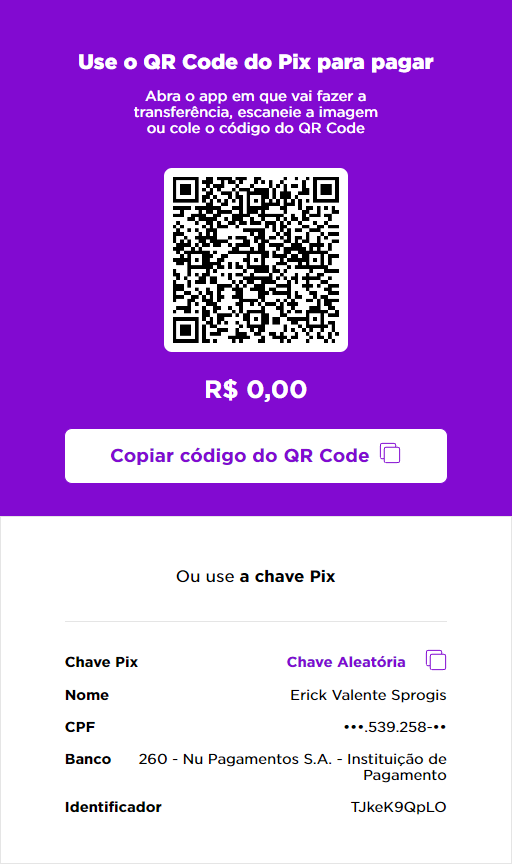 Use o QR Code do Pix para pagar
Abra o app em que vai fazer a
transferência, escaneie a imagem
ou cole o código do QR Code
R$ 0,00
Copiar código do QR Code
Ou use a chave Pix
Chave Pix Chave Aleatória
Nome Erick Valente Sprogis
CPF •••.539.258-••
Banco 260 - Nu Pagamentos S.A. - Instituição de
Pagamento
Identificador TJkeK9QpLO